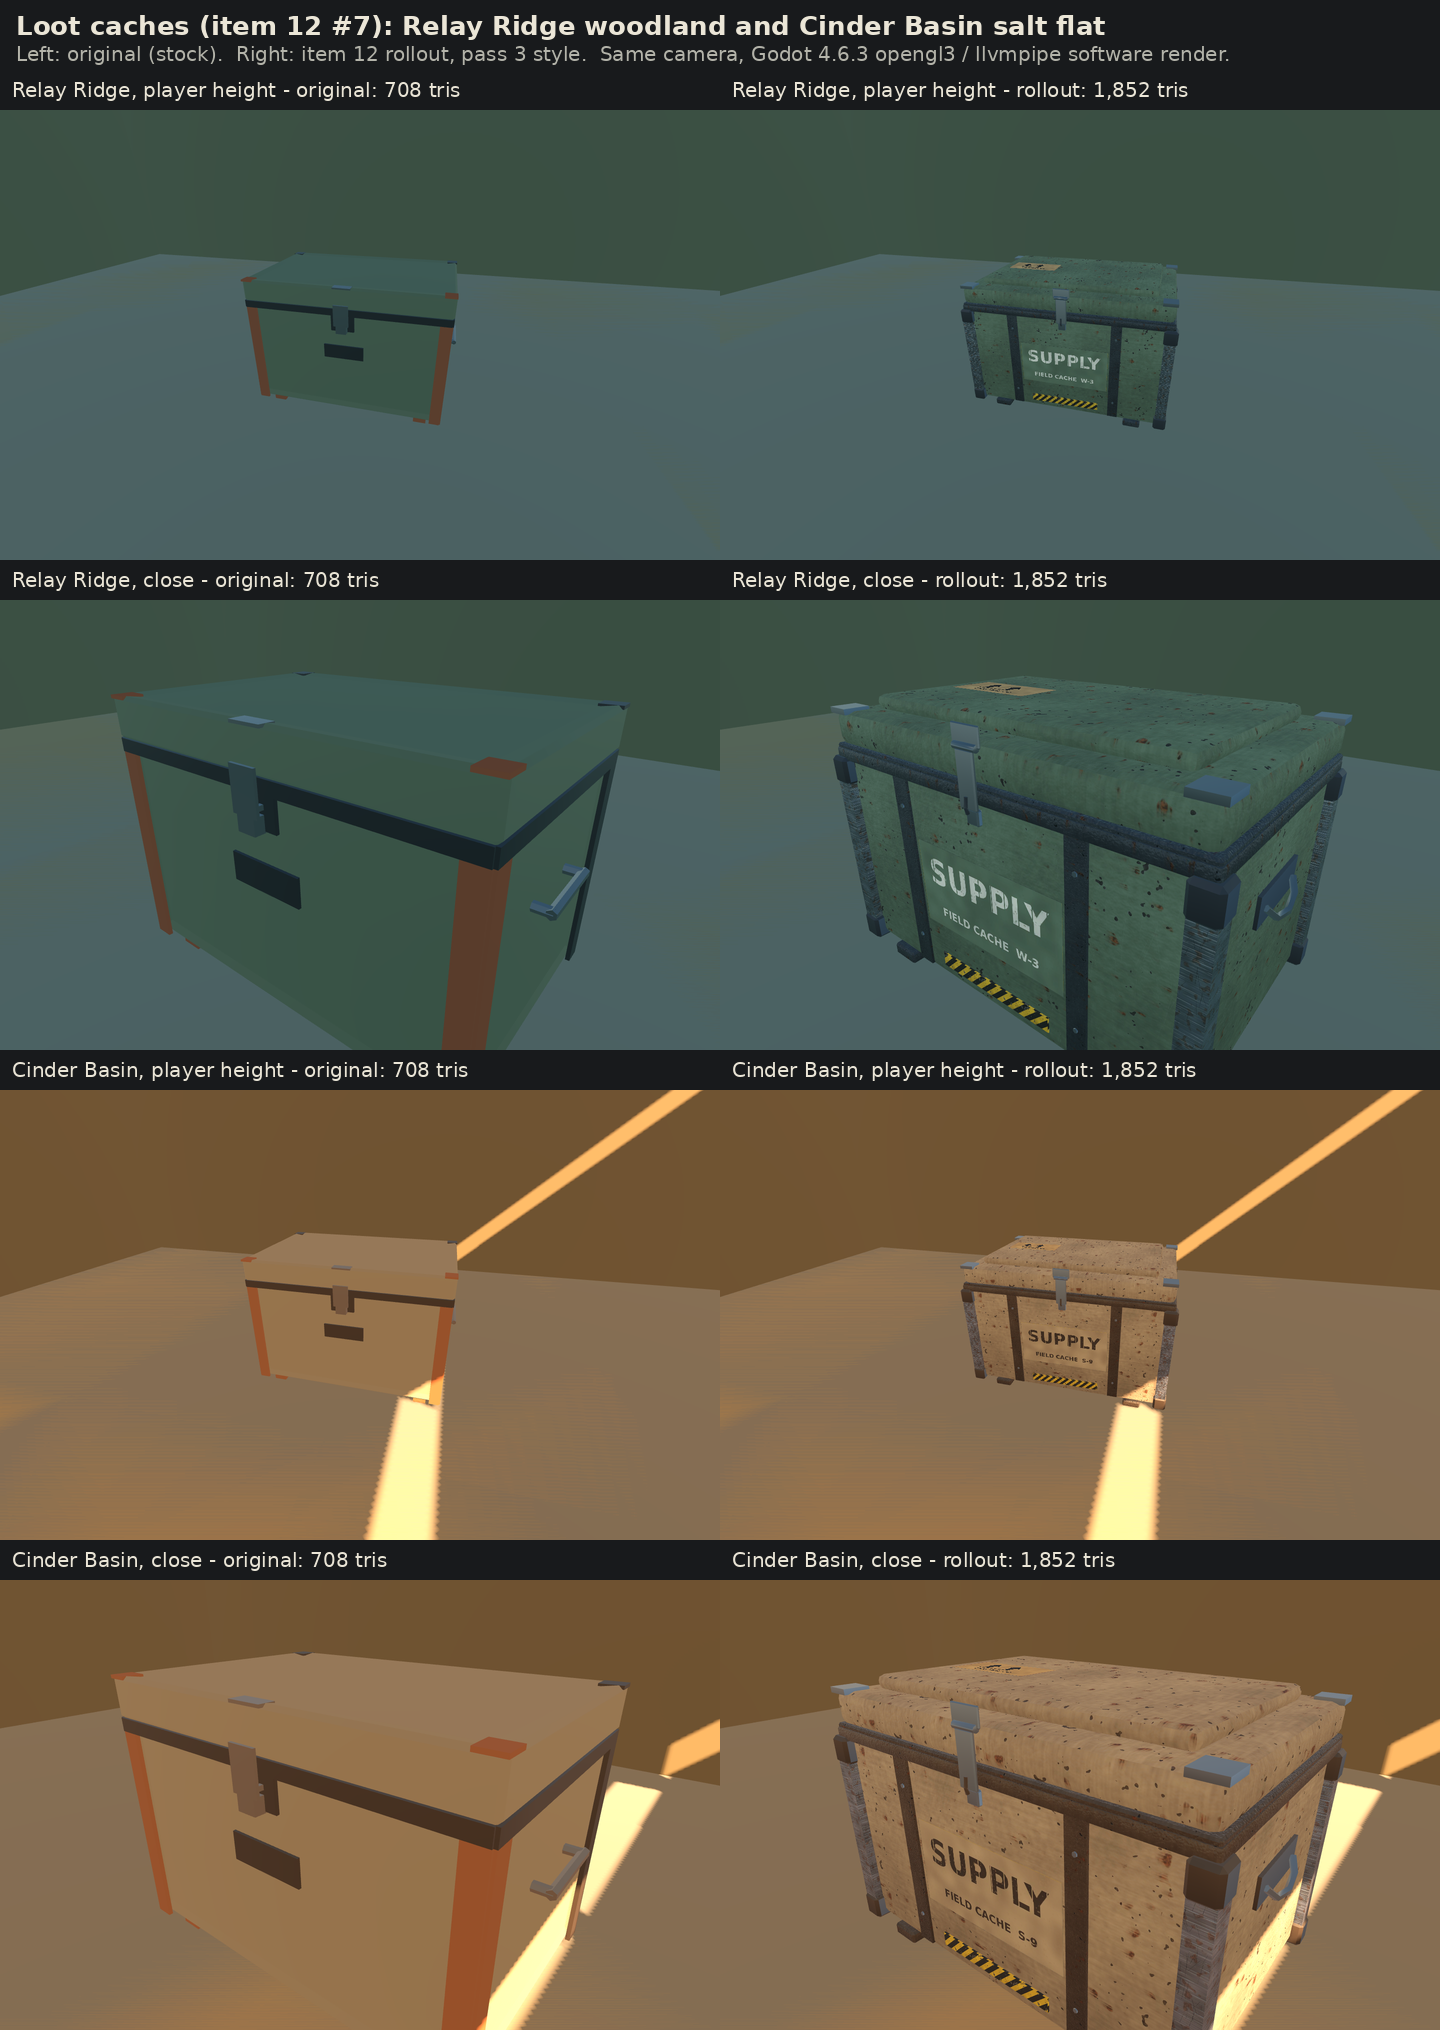 Loot caches (item 12 #7): Relay Ridge woodland and Cinder Basin salt flat
Left: original (stock).  Right: item 12 rollout, pass 3 style.  Same camera, Godot 4.6.3 opengl3 / llvmpipe software render.
Relay Ridge, player height - original: 708 tris
Relay Ridge, player height - rollout: 1,852 tris
SUPPLY
FIELD CACHE W-3
Relay Ridge, close - original: 708 tris
Relay Ridge, close - rollout: 1,852 tris
SUPPLY
FIELD CACHE W-3
Cinder Basin, player height - original: 708 tris
Cinder Basin, player height - rollout: 1,852 tris
SUPPLY
FIELD CACHE S-9
Cinder Basin, close - original: 708 tris
Cinder Basin, close - rollout: 1,852 tris
SUPPLY
FIELD CACHE S-9